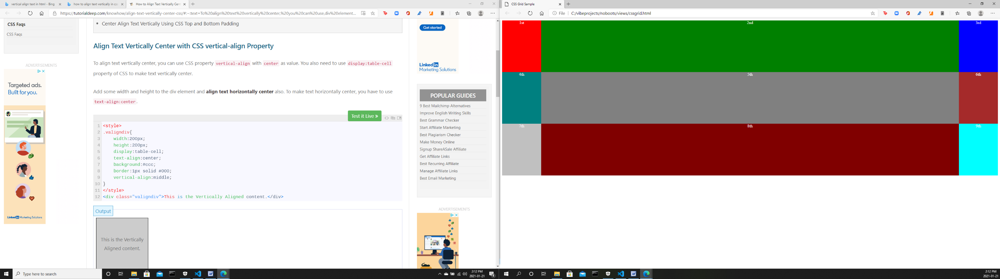 vertical align text in html - Bing
how to align text vertically in css
How to Align Text Vertically Cent
https://tutorialdeep.com/knowhow/align-text-vertically-center-css/#:~:text=To%20align%20text%20vertically%20center,%20you%20can%20use,div%20element...
CSS Faqs
CSS Faqs
ADVERTISEMENTS
Targeted ads.
Built for you.
LinkedIn Marketing Solutions
Center Align Text Vertically Using CSS Top and Bottom Padding
Align Text Vertically Center with CSS vertical-align Property
To align text vertically center, you can use CSS property vertical-align with center as value. You also need to use display:table-cell
property of CSS to make text vertically center.
Add some width and height to the div element and align text horizontally center also. To make text horizontally center, you have to use
text-align:center.
Test it Live »
1 <style>
2 .valigndiv{
3 width:200px;
4 height:200px;
5 display:table-cell;
6 text-align:center;
7 background:#ccc;
8 border:1px solid #000;
9 vertical-align:middle;
10 }
11 </style>
12 <div class="valigndiv">This is the Vertically Aligned content.</div>
Output
This is the Vertically
Aligned content.
Get started
LinkedIn
Marketing Solutions
POPULAR GUIDES
9 Best Mailchimp Alternatives
Improve English Writing Skills
Best Grammar Checker
Start Affiliate Marketing
Best Plagiarism Checker
Make Money Online
Signup ShareASale Affiliate
Get Affiliate Links
Best Recurring Affiliate
Manage Affiliate Links
Best Email Marketing
ADVERTISEMENTS
Type here to search
2:12 PM
2021-01-21
4
CSS Grid Sample
File C:/vibeprojects/noboots/views/cssgrid.html
1st 2nd 3rd
4th 5th 6th
7th 8th 9th
2:12 PM
2021-01-21